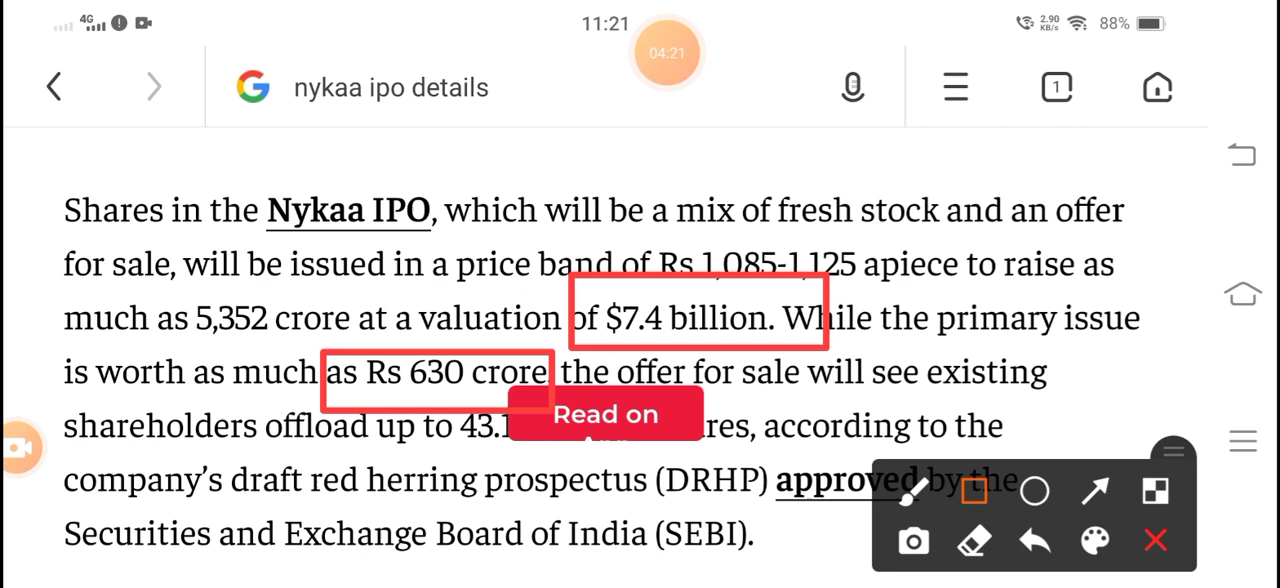 4G 11:21 04:21 2.90 KB/s 88%
nykaa ipo details 1
Shares in the Nykaa IPO, which will be a mix of fresh stock and an offer
for sale, will be issued in a price band of Rs 1,085-1,125 apiece to raise as
much as 5,352 crore at a valuation of $7.4 billion. While the primary issue
is worth as much as Rs 630 crore, the offer for sale will see existing
shareholders offload up to according to the
Read on
company's draft red herring prospectus (DRHP) approved by the
Securities and Exchange Board of India (SEBI).